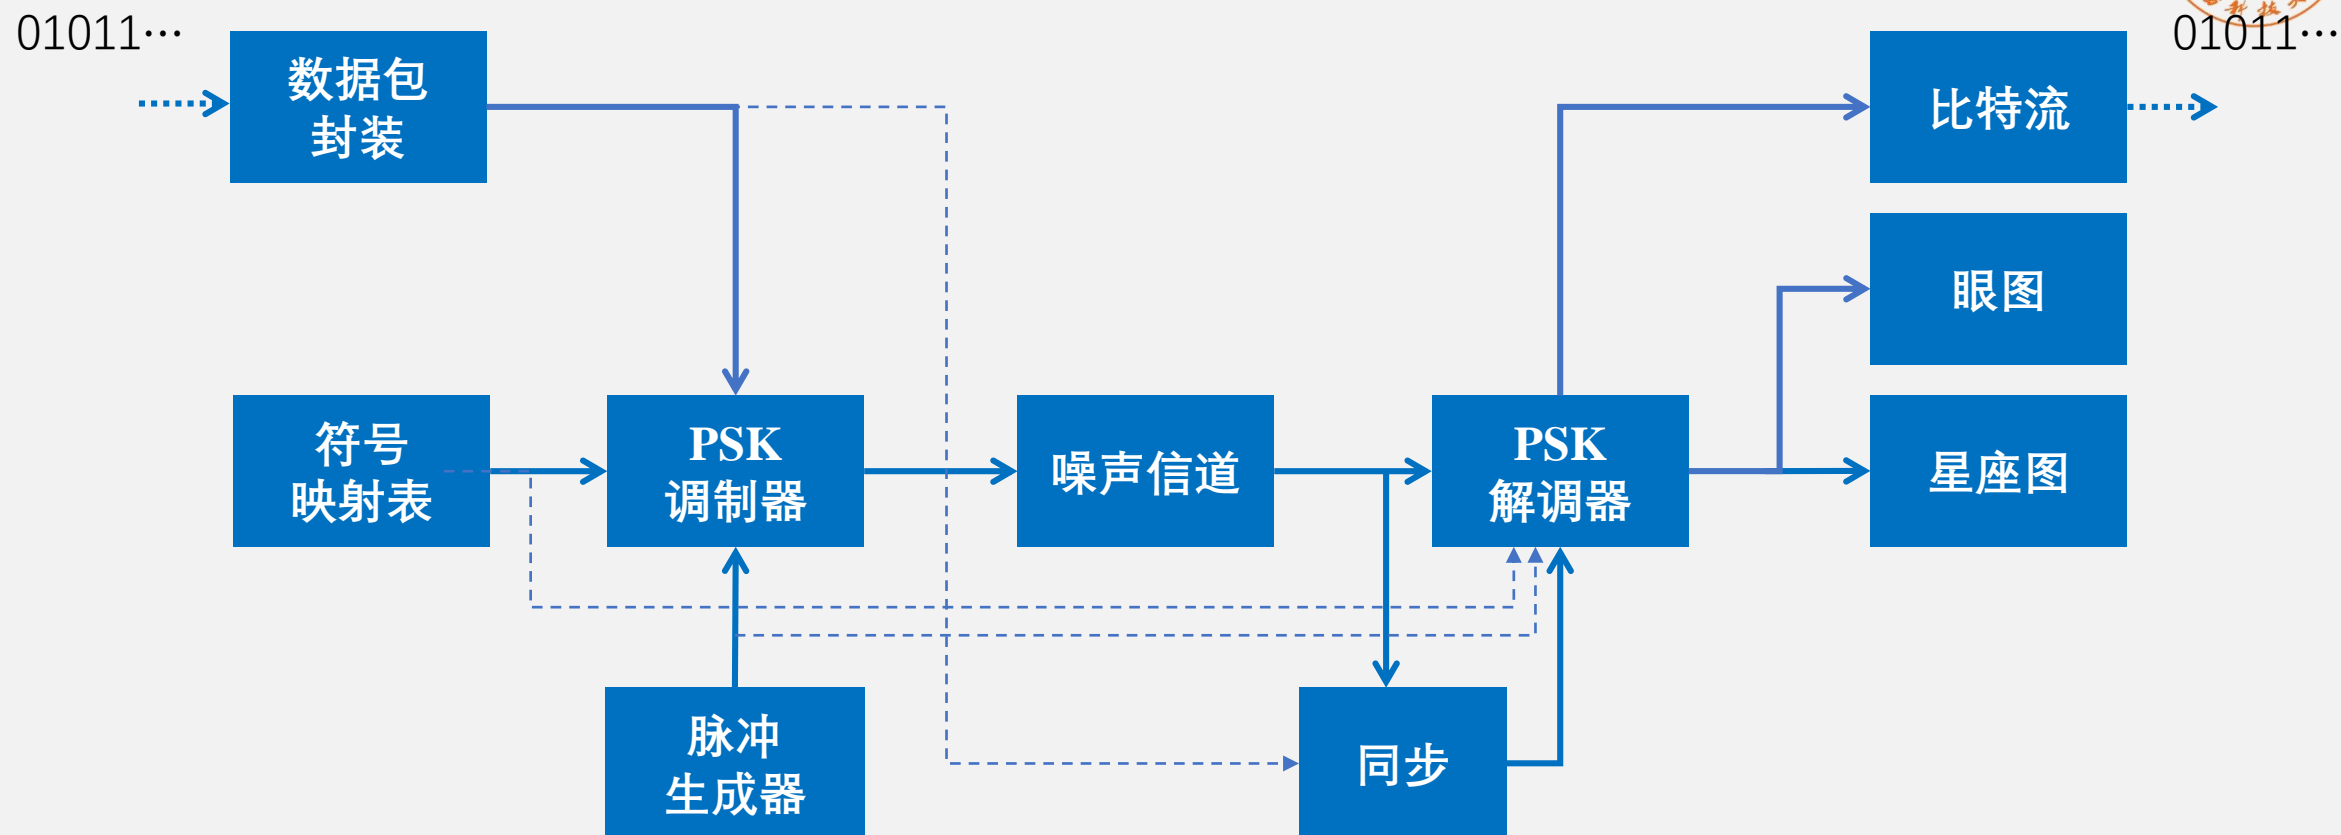 01011···
01011···
数据包
封装
比特流
眼图
符号
映射表
PSK
调制器
噪声信道
PSK
解调器
星座图
脉冲
生成器
同步